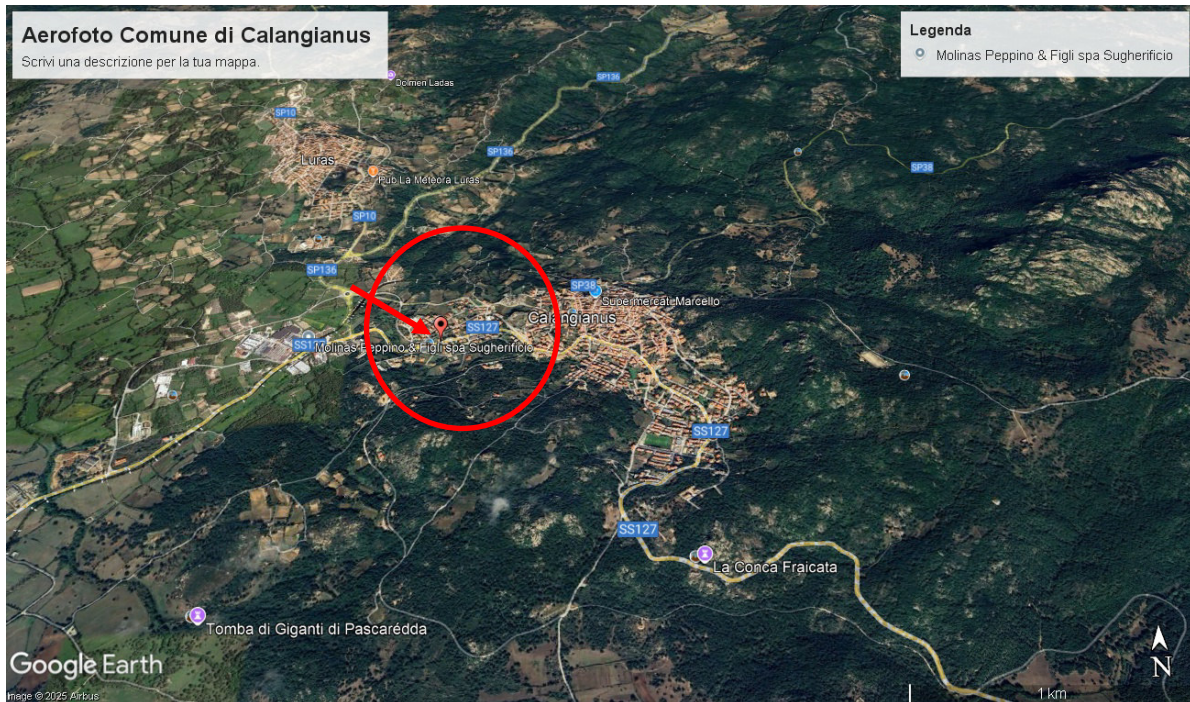 Aerofoto Comune di Calangianus
Scrivi una descrizione per la tua mappa.
Legenda
Molinas Peppino & Figli spa Sugherificio
Dolmen Ladas
SP136
SP10
SP136
Luras
Pub La Meteora Luras
SP38
SP10
SP136
SP38
Supermercati Marcello
Calangianus
SS127
SS127
Molinas Peppino & Figli spa Sugherificio
SS127
SS127
La Conca Fraicata
Tomba di Giganti di Pascarédda
Google Earth
Image © 2025 Airbus
1 km
N